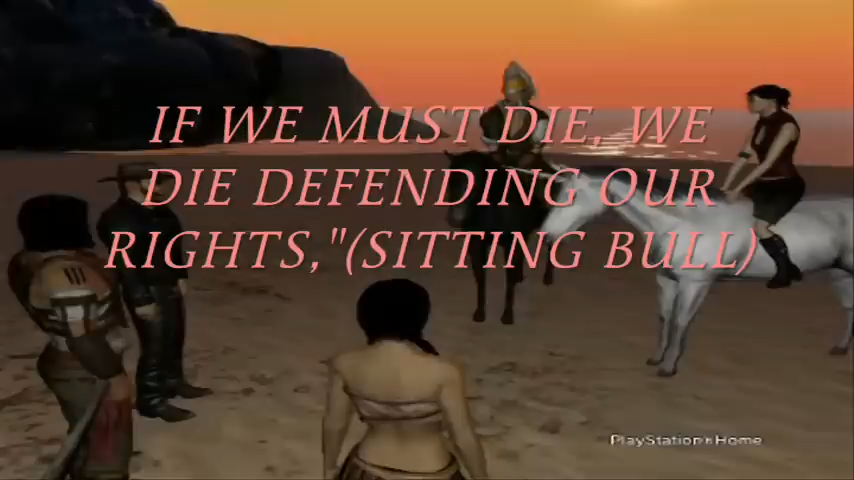 IF WE MUST DIE, WE
DIE DEFENDING OUR
RIGHTS,"(SITTING BULL)
PlayStation®Home